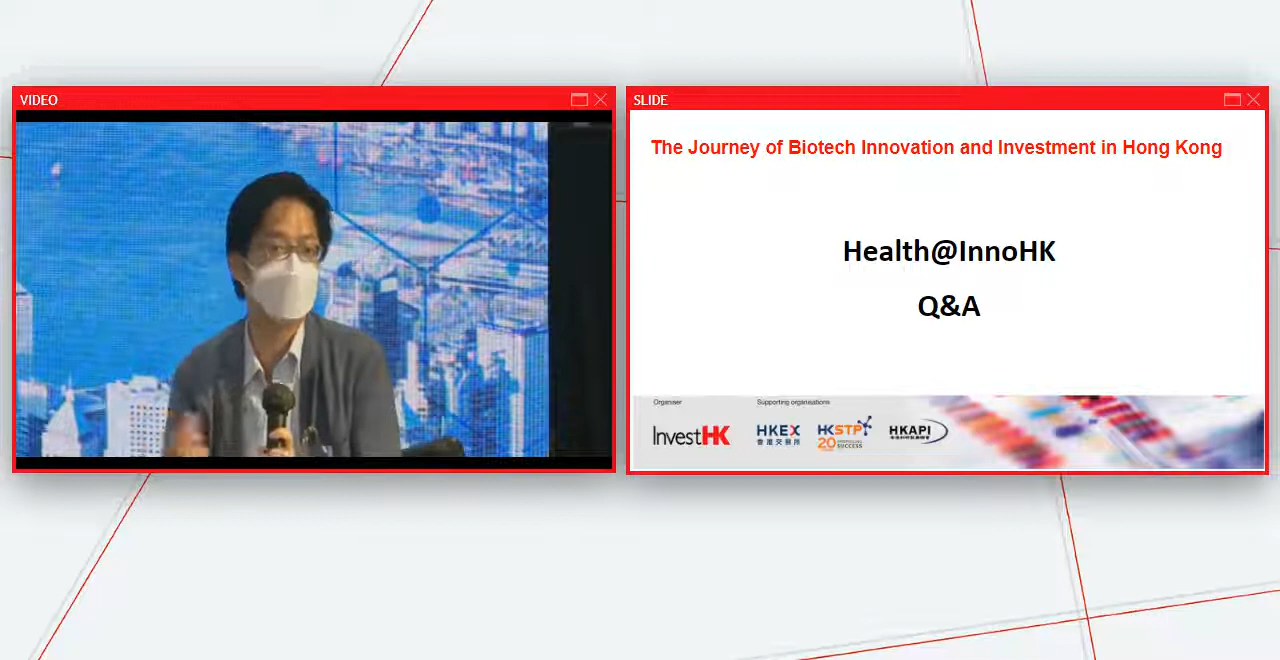 VIDEO
SLIDE
The Journey of Biotech Innovation and Investment in Hong Kong
Health@InnoHK
Q&A
Organiser
Supporting organisations
InvestHK
HKEX
香港交易所
HKSTP
20
SUCCESS
HKAPI